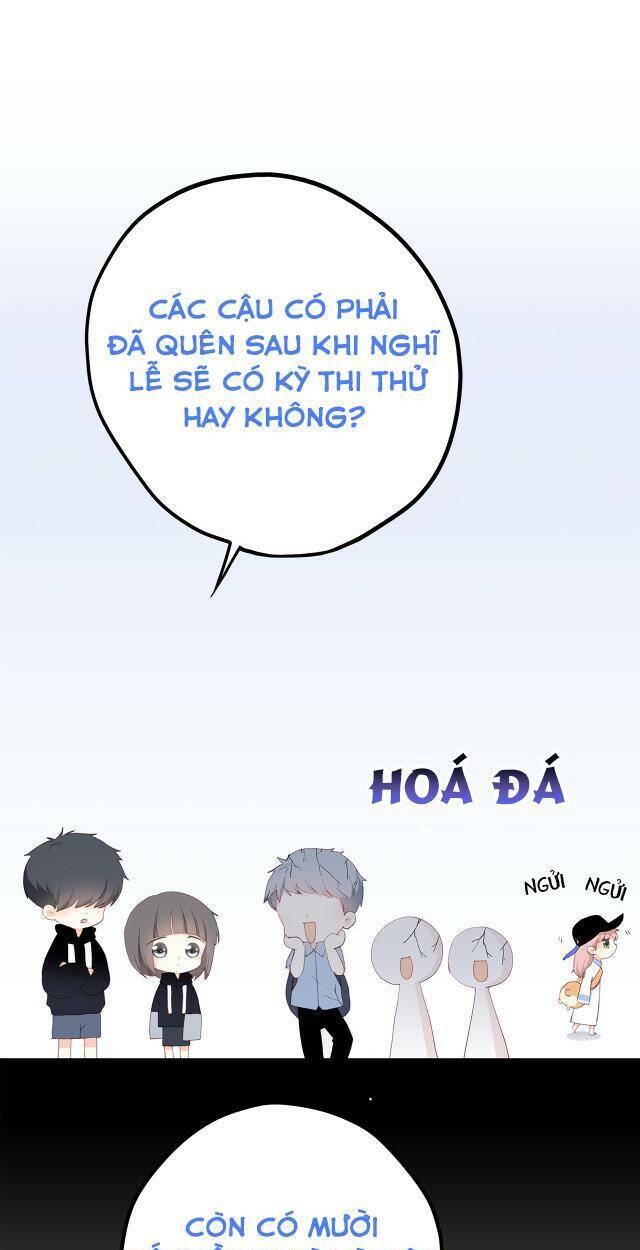 CÁC CẬU CÓ PHẢI
ĐÃ QUÊN SAU KHI NGHĨ
LỄ SẼ CÓ KỲ THI THỬ
HAY KHÔNG?
HOÁ ĐÁ
NGỬI NGỬI
CÒN CÓ MƯỜI